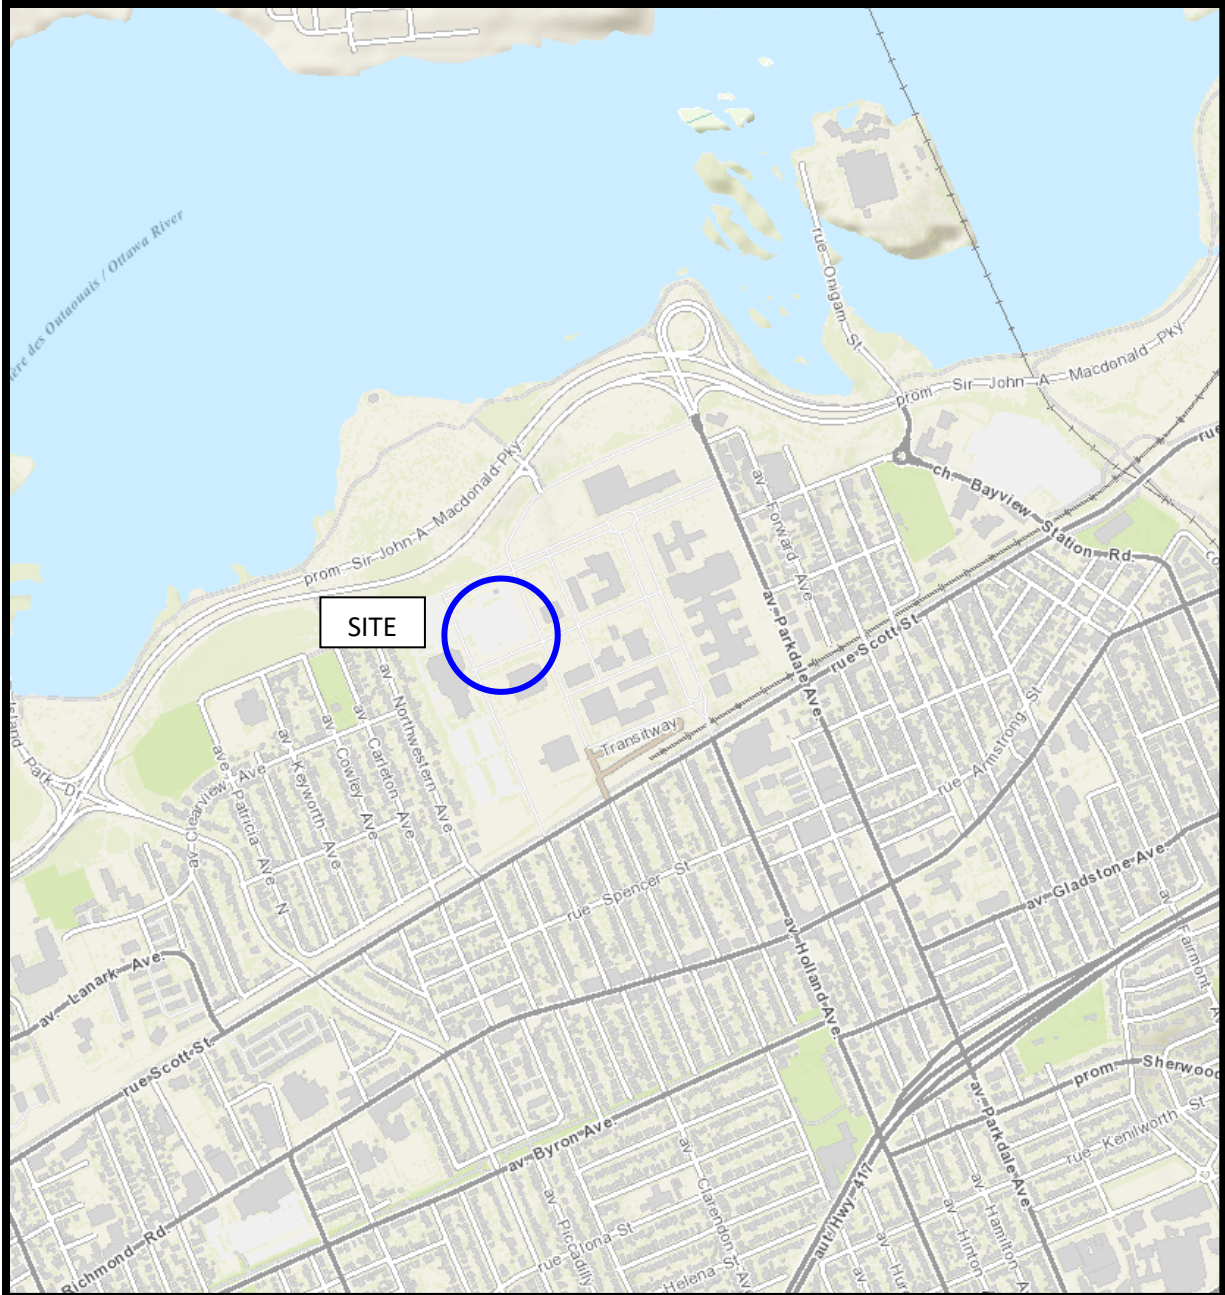 ère des Outaouais / Ottawa River
rue Onigam St.
prom. Sir John A. Macdonald Pky.
rue
ch. Bayview Station Rd.
av. Forward Ave.
prom. Sir John A. Macdonald Pky.
SITE
av. Parkdale Ave.
rue Scott St.
av. Northwestern Ave
av. Carleton Ave
av. Cowley Ave
av. Keyworth Ave
ave. Patricia Ave N
av. Clearview Ave
Island Park D
Transitway
rue Armstrong St.
rue Spencer St
av. Gladstone Ave.
av. Fairmont A
av. Holland Ave.
av. Lanark Ave.
rue Scott St.
prom. Sherwood
rue Kenilworth St
av. Parkdale Ave
av. Byron Ave.
av. Clarendon Ave
av. Piccadilly
rue Iona St
Helena S
aut./Hwy 417
av. Hinton
av. Hamilton A
Richmond Rd.